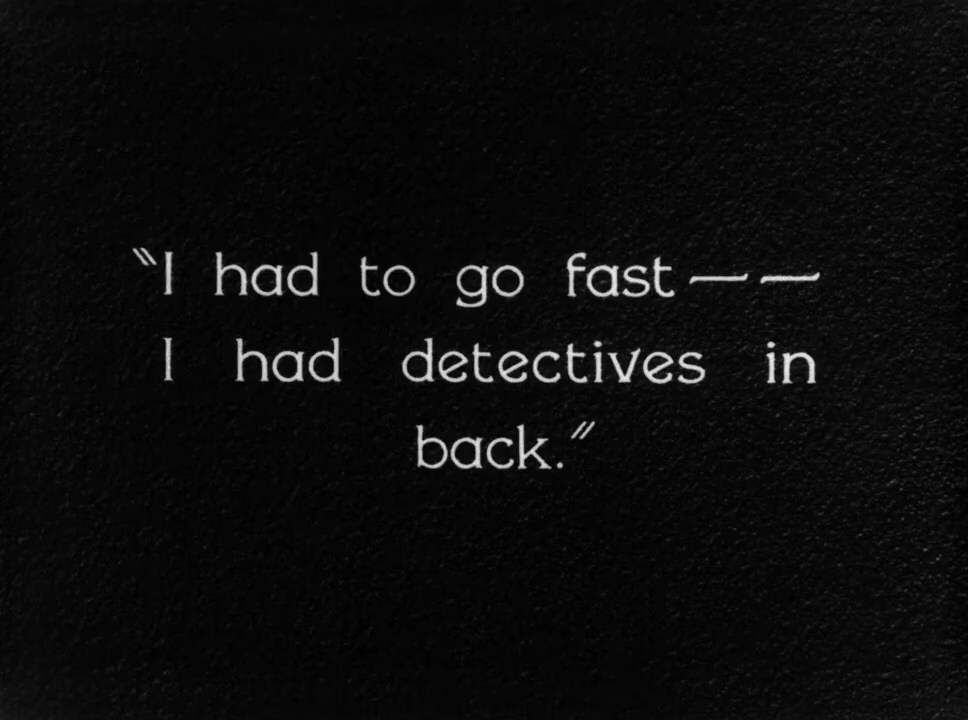 “I had to go fast——
I had detectives in
back.”